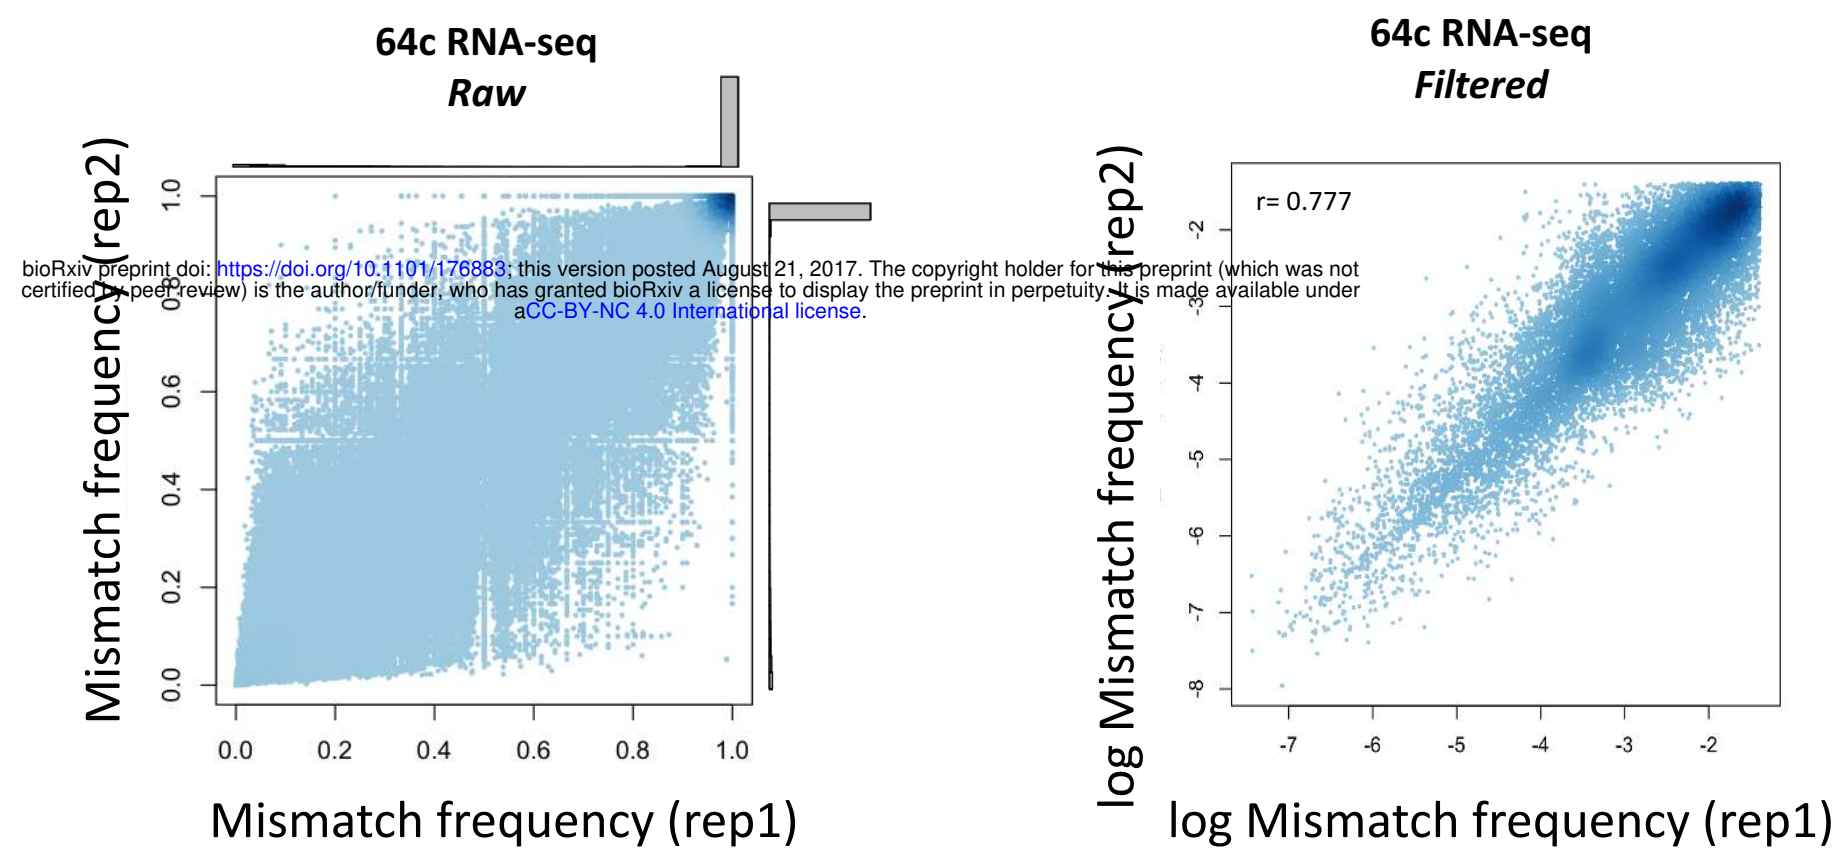 64c RNA-seq
Raw
Mismatch frequency (rep2)
1.0
0.8
0.6
0.4
0.2
0.0
0.0 0.2 0.4 0.6 0.8 1.0
Mismatch frequency (rep1)
bioRxiv preprint doi: https://doi.org/10.1101/176883; this version posted August 21, 2017. The copyright holder for this preprint (which was not
certified by peer review) is the author/funder, who has granted bioRxiv a license to display the preprint in perpetuity. It is made available under
aCC-BY-NC 4.0 International license.
64c RNA-seq
Filtered
r= 0.777
log Mismatch frequency (rep2)
-2
-3
-4
-5
-6
-7
-8
-7 -6 -5 -4 -3 -2
log Mismatch frequency (rep1)